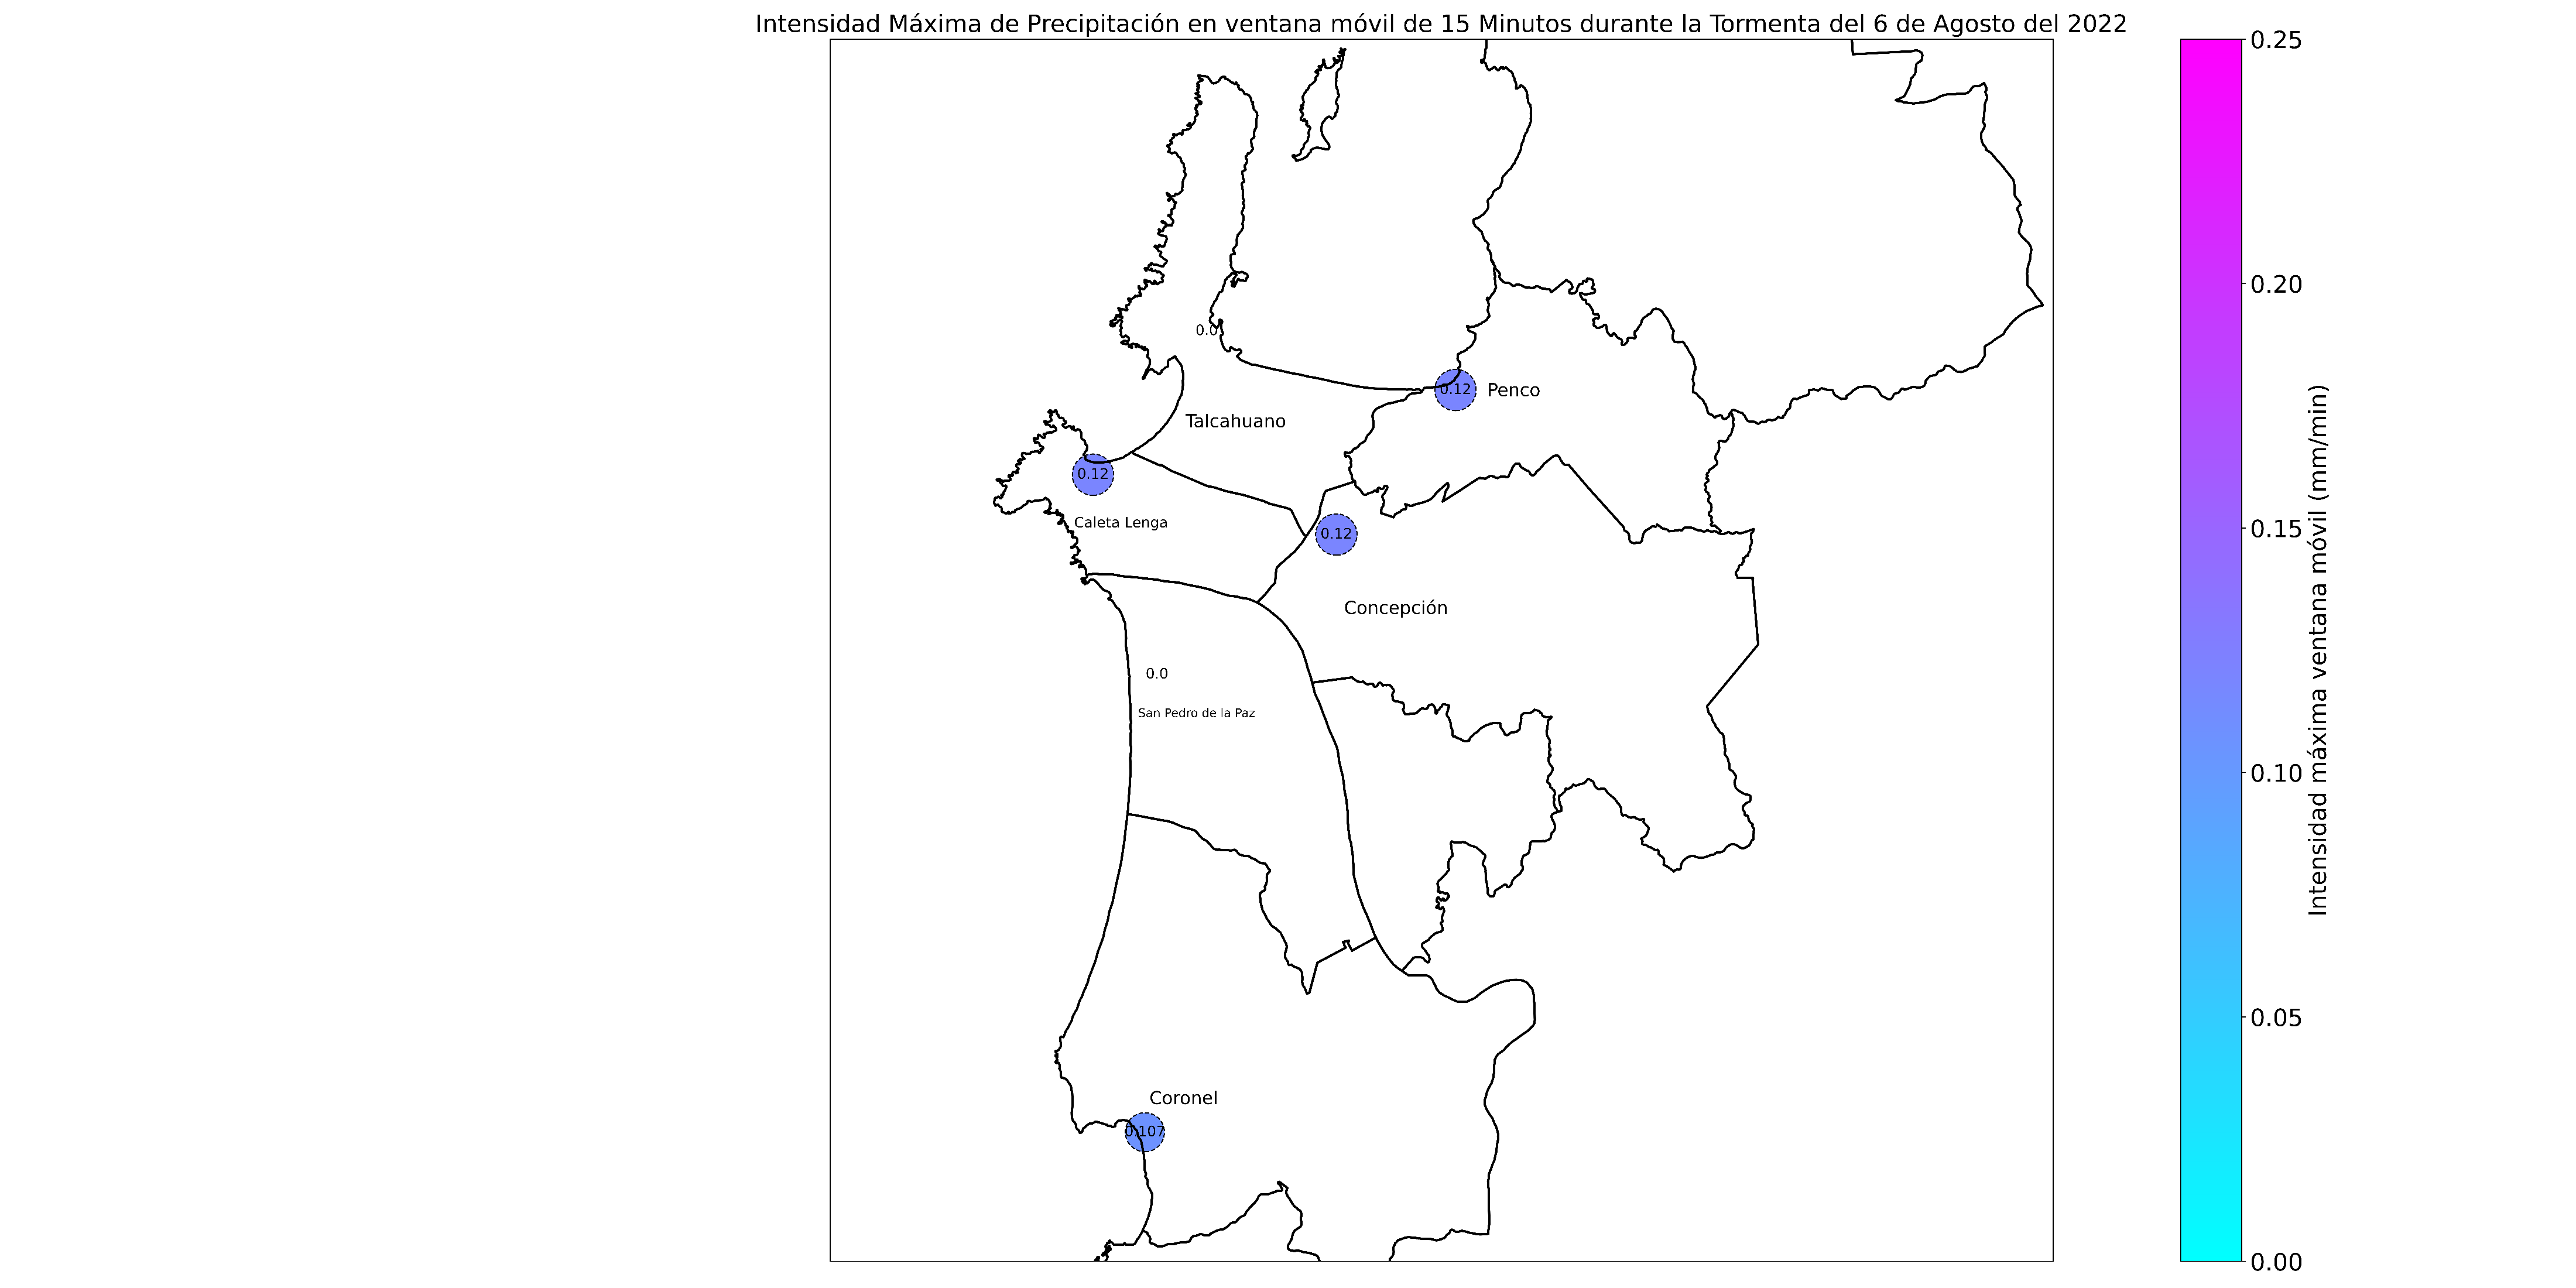 Intensidad Máxima de Precipitación en ventana móvil de 15 Minutos durante la Tormenta del 6 de Agosto del 2022
0.25
0.20
0.0
0.12 Penco
Talcahuano
0.12
Caleta Lenga
0.12
0.15
Concepción
0.0
San Pedro de la Paz
Intensidad máxima ventana móvil (mm/min)
0.10
0.05
Coronel
0.107
0.00